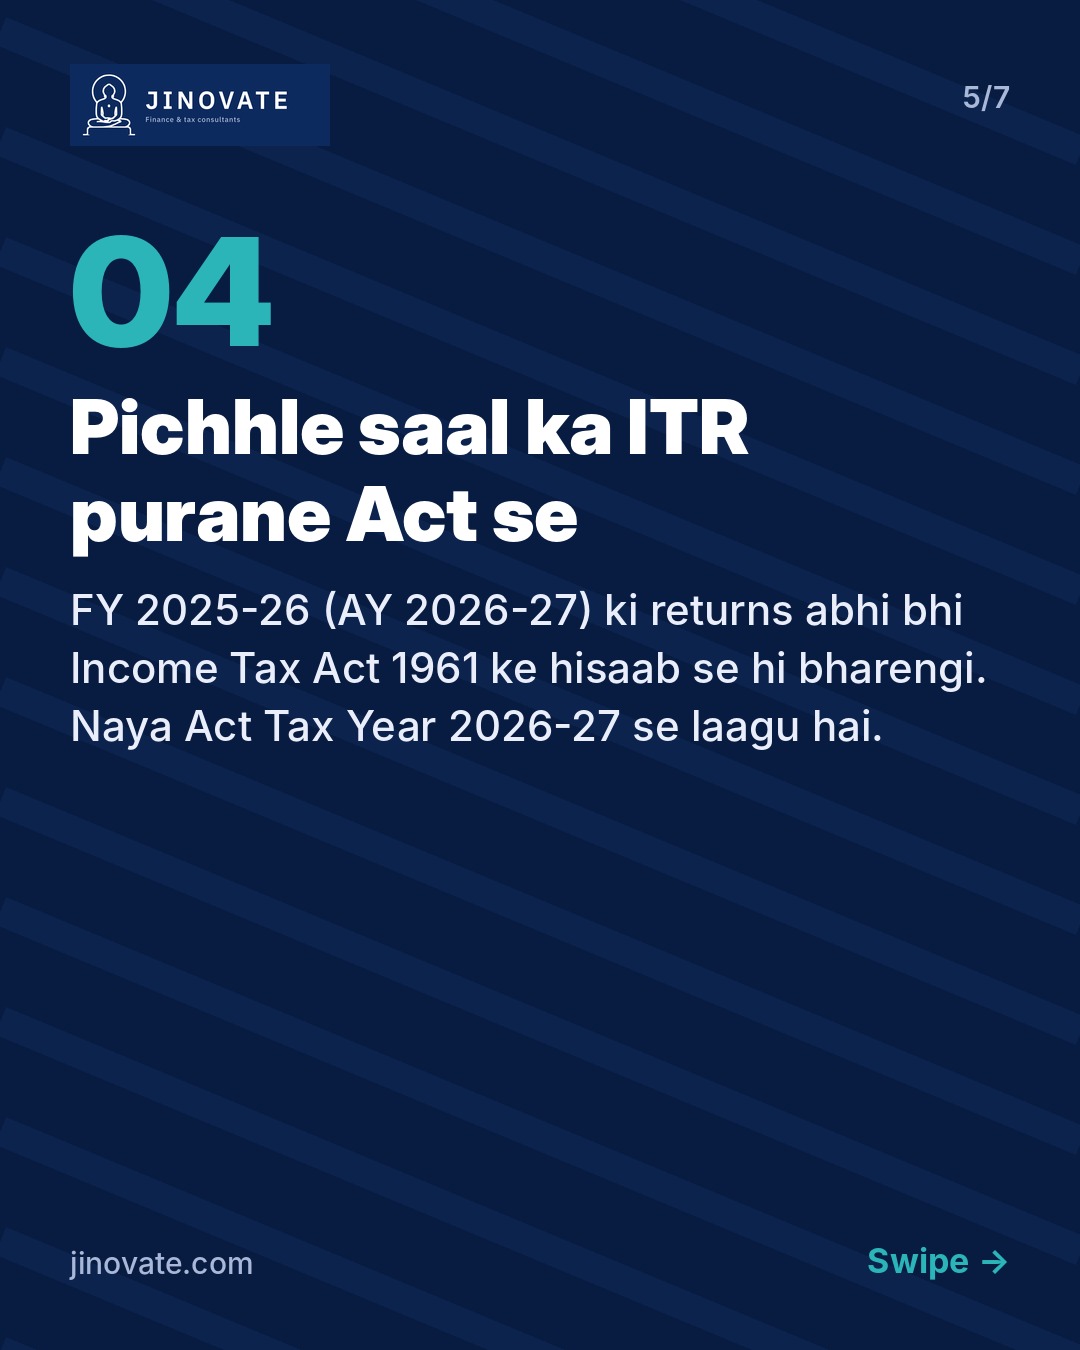 JINOVATE
Finance & tax consultants
5/7
04
Pichhle saal ka ITR
purane Act se
FY 2025-26 (AY 2026-27) ki returns abhi bhi
Income Tax Act 1961 ke hisaab se hi bharengi.
Naya Act Tax Year 2026-27 se laagu hai.
jinovate.com
Swipe →